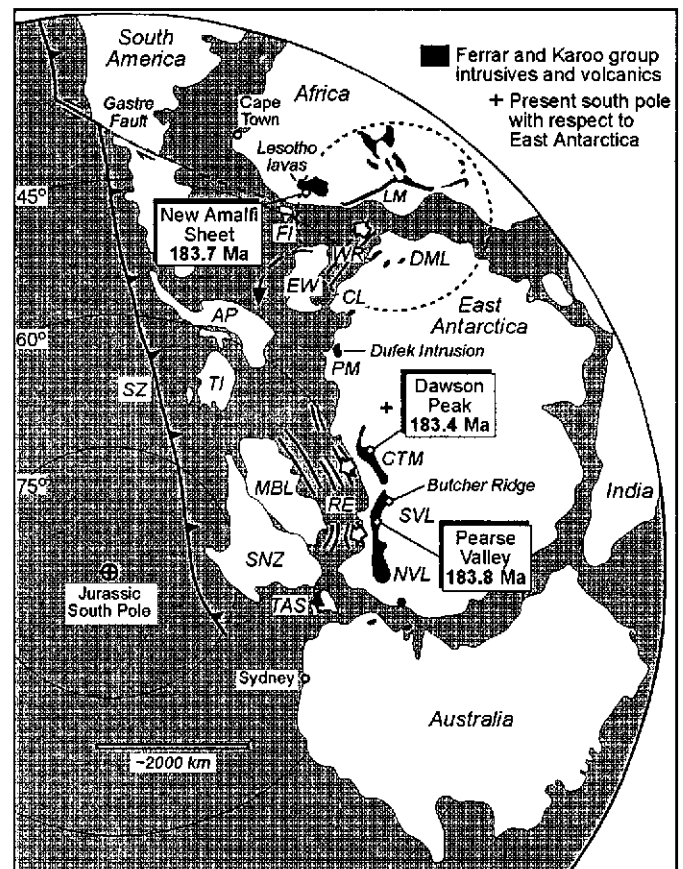 South
America
Gastre
Fault
Cape
Town
Africa
Ferrar and Karoo group
intrusives and volcanics
+ Present south pole
with respect to
East Antarctica
Lesotho
lavas
LM
45º
New Amalfi
Sheet
183.7 Ma
FI
WR
DML
EW
CL
East
Antarctica
AP
60º
Dufek Intrusion
PM
SZ
TI
Dawson
Peak
183.4 Ma
CTM
75º
MBL
RE
Butcher Ridge
SVL
India
Pearse
Valley
183.8 Ma
SNZ
NVL
Jurassic
South Pole
TAS
Sydney
Australia
~2000 km